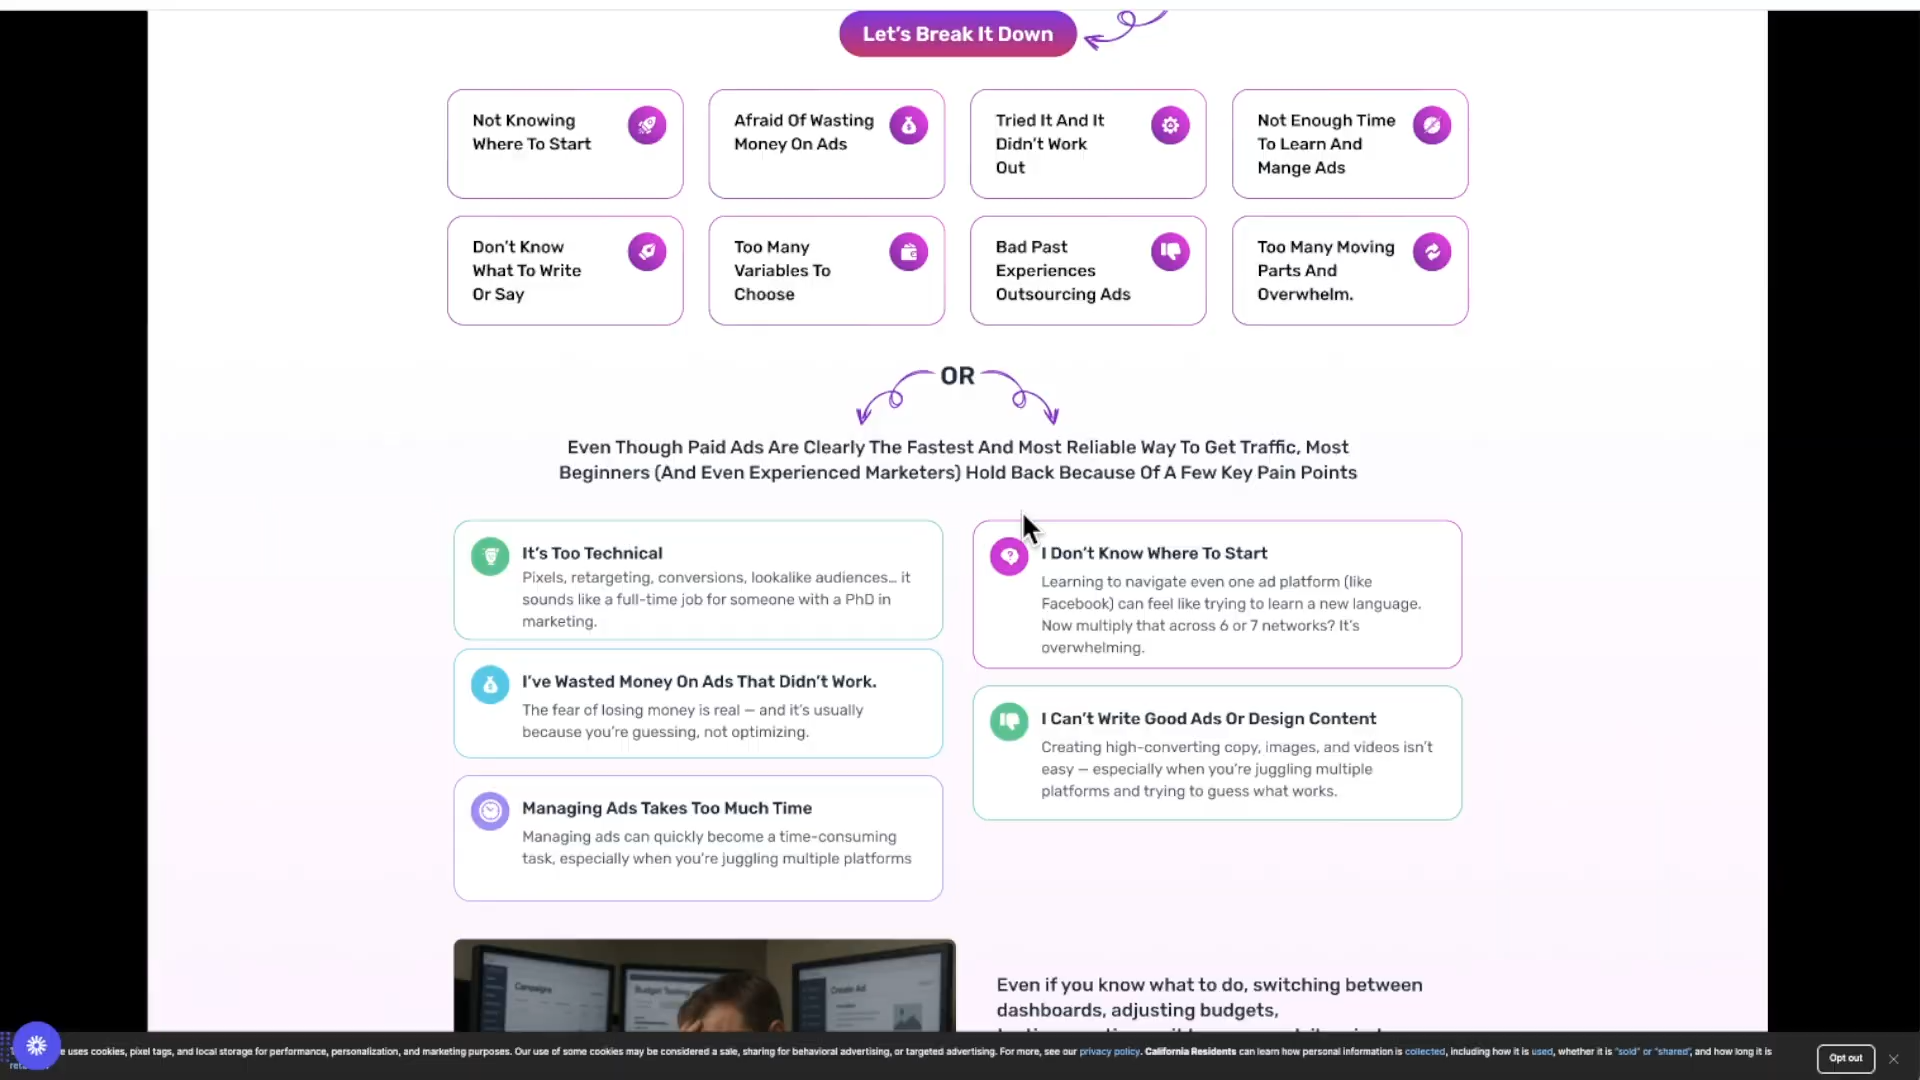 Let's Break It Down
Not Knowing
Where To Start
Afraid Of Wasting
Money On Ads
Tried It And It
Didn't Work
Out
Not Enough Time
To Learn And
Mange Ads
Don't Know
What To Write
Or Say
Too Many
Variables To
Choose
Bad Past
Experiences
Outsourcing Ads
Too Many Moving
Parts And
Overwhelm.
OR
Even Though Paid Ads Are Clearly The Fastest And Most Reliable Way To Get Traffic, Most
Beginners (And Even Experienced Marketers) Hold Back Because Of A Few Key Pain Points
It's Too Technical
Pixels, retargeting, conversions, lookalike audiences... it
sounds like a full-time job for someone with a PhD in
marketing.
I Don't Know Where To Start
Learning to navigate even one ad platform (like
Facebook) can feel like trying to learn a new language.
Now multiply that across 6 or 7 networks? It's
overwhelming.
I've Wasted Money On Ads That Didn't Work.
The fear of losing money is real — and it's usually
because you're guessing, not optimizing.
I Can't Write Good Ads Or Design Content
Creating high-converting copy, images, and videos isn't
easy — especially when you're juggling multiple
platforms and trying to guess what works.
Managing Ads Takes Too Much Time
Managing ads can quickly become a time-consuming
task, especially when you're juggling multiple platforms
Campaigns
Budget
Create Ad
Even if you know what to do, switching between
dashboards, adjusting budgets,
uses cookies, pixel tags, and local storage for performance, personalization, and marketing purposes. Our use of some cookies may be considered a sale, sharing for behavioral advertising, or targeted advertising. For more, see our privacy policy. California Residents can learn how personal information is collected, including how it is used, whether it is "sold" or "shared", and how long it is
Opt out